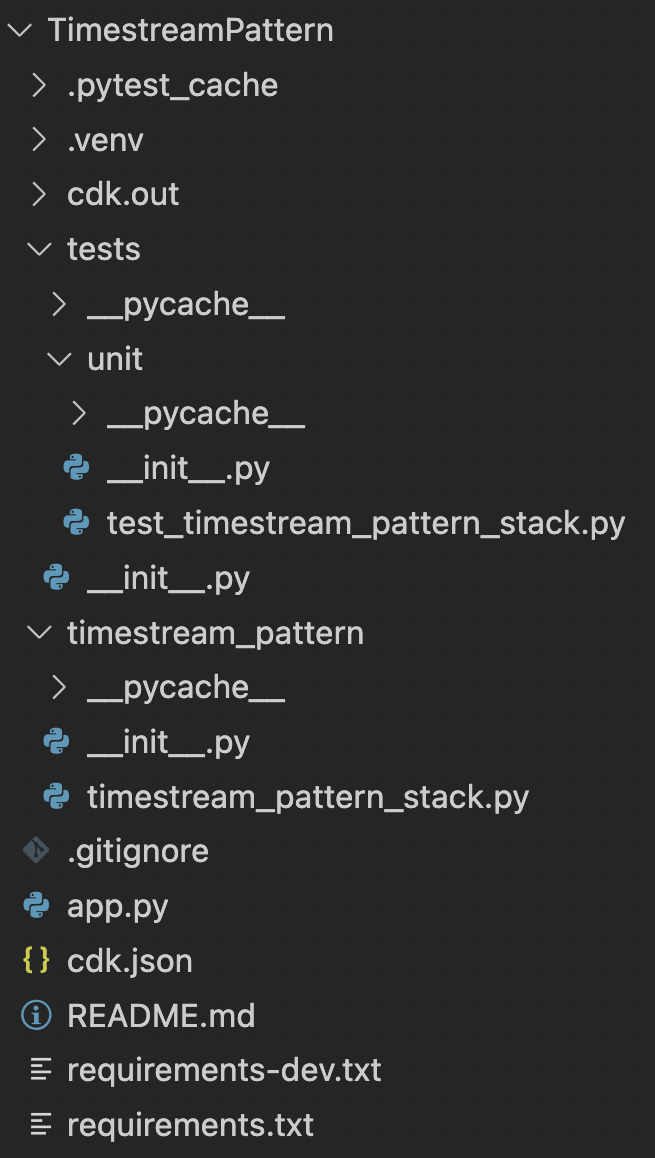 TimestreamPattern
.pytest_cache
.venv
cdk.out
tests
__pycache__
unit
__pycache__
__init__.py
test_timestream_pattern_stack.py
__init__.py
timestream_pattern
__pycache__
__init__.py
timestream_pattern_stack.py
.gitignore
app.py
{} cdk.json
README.md
requirements-dev.txt
requirements.txt